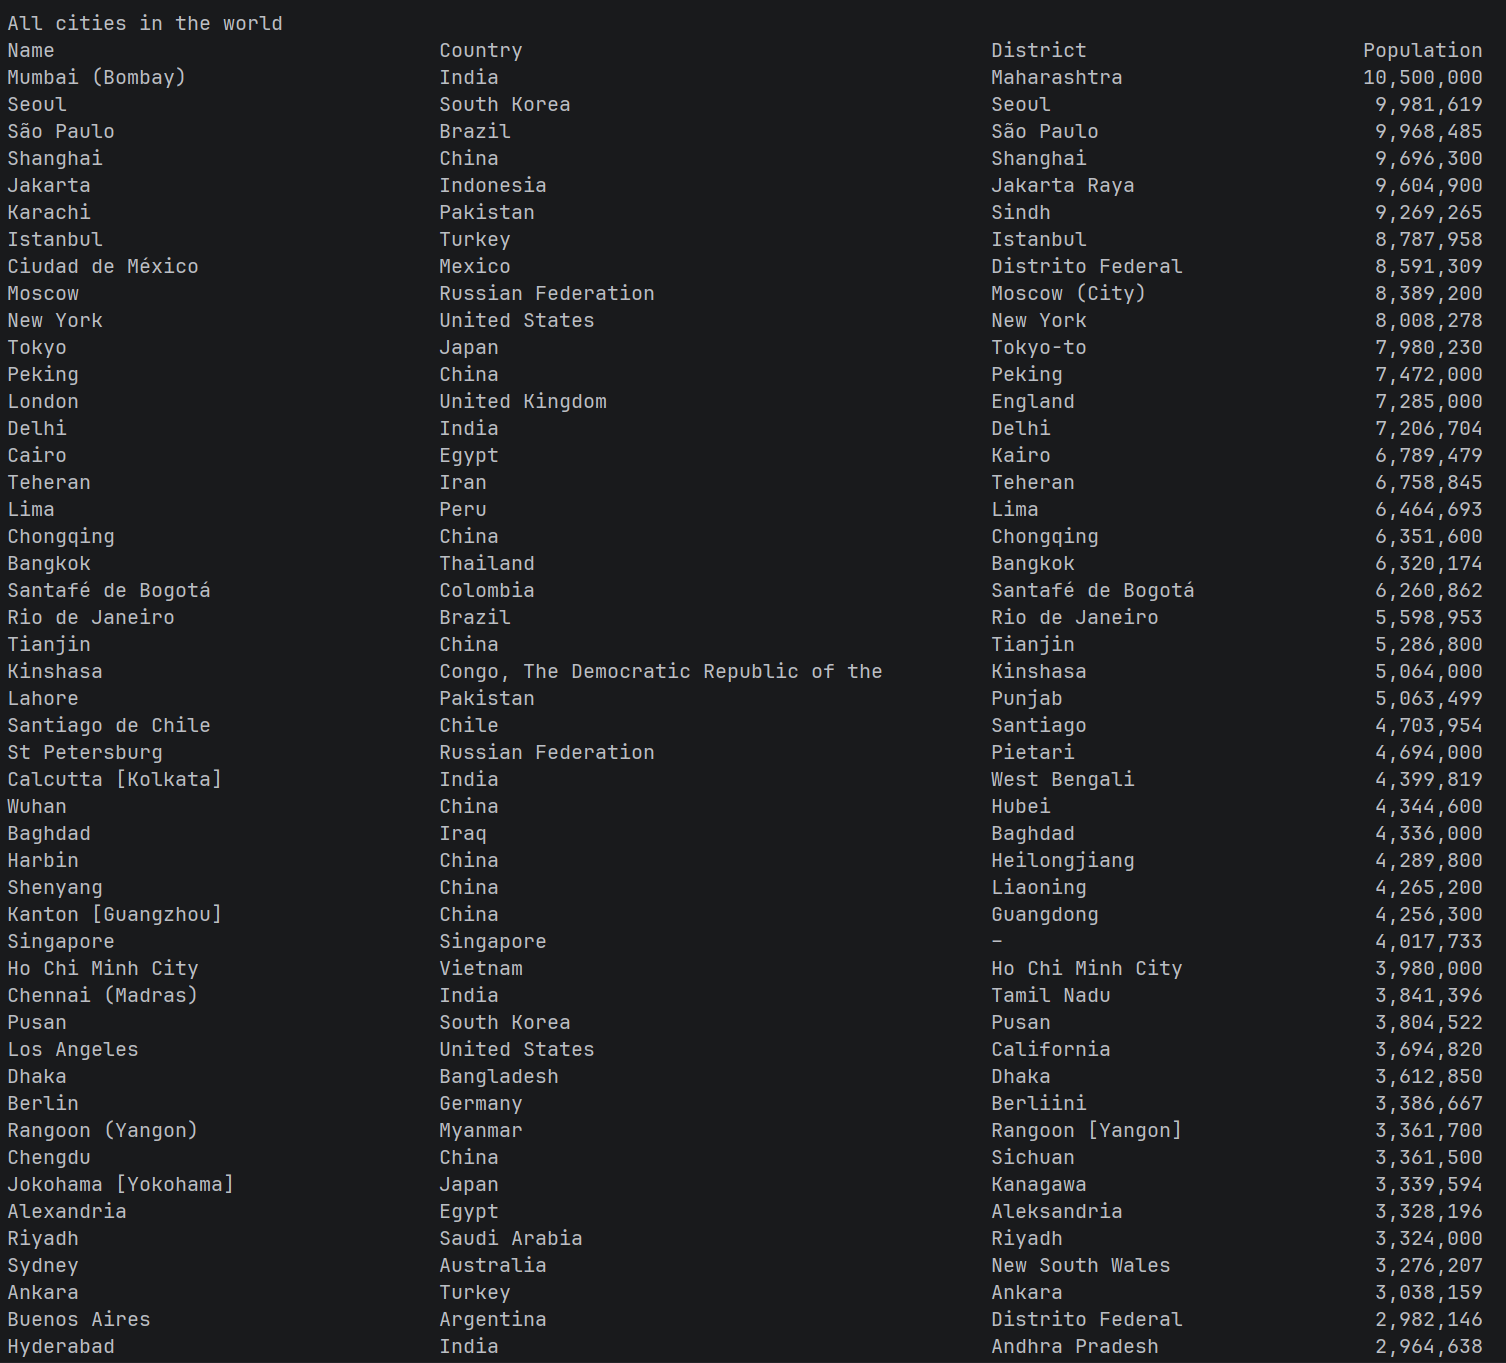 All cities in the world
Name Country District Population
Mumbai (Bombay) India Maharashtra 10,500,000
Seoul South Korea Seoul 9,981,619
São Paulo Brazil São Paulo 9,968,485
Shanghai China Shanghai 9,696,300
Jakarta Indonesia Jakarta Raya 9,604,900
Karachi Pakistan Sindh 9,269,265
Istanbul Turkey Istanbul 8,787,958
Ciudad de México Mexico Distrito Federal 8,591,309
Moscow Russian Federation Moscow (City) 8,389,200
New York United States New York 8,008,278
Tokyo Japan Tokyo-to 7,980,230
Peking China Peking 7,472,000
London United Kingdom England 7,285,000
Delhi India Delhi 7,206,704
Cairo Egypt Kairo 6,789,479
Teheran Iran Teheran 6,758,845
Lima Peru Lima 6,464,693
Chongqing China Chongqing 6,351,600
Bangkok Thailand Bangkok 6,320,174
Santafé de Bogotá Colombia Santafé de Bogotá 6,260,862
Rio de Janeiro Brazil Rio de Janeiro 5,598,953
Tianjin China Tianjin 5,286,800
Kinshasa Congo, The Democratic Republic of the Kinshasa 5,064,000
Lahore Pakistan Punjab 5,063,499
Santiago de Chile Chile Santiago 4,703,954
St Petersburg Russian Federation Pietari 4,694,000
Calcutta [Kolkata] India West Bengali 4,399,819
Wuhan China Hubei 4,344,600
Baghdad Iraq Baghdad 4,336,000
Harbin China Heilongjiang 4,289,800
Shenyang China Liaoning 4,265,200
Kanton [Guangzhou] China Guangdong 4,256,300
Singapore Singapore – 4,017,733
Ho Chi Minh City Vietnam Ho Chi Minh City 3,980,000
Chennai (Madras) India Tamil Nadu 3,841,396
Pusan South Korea Pusan 3,804,522
Los Angeles United States California 3,694,820
Dhaka Bangladesh Dhaka 3,612,850
Berlin Germany Berliini 3,386,667
Rangoon (Yangon) Myanmar Rangoon [Yangon] 3,361,700
Chengdu China Sichuan 3,361,500
Jokohama [Yokohama] Japan Kanagawa 3,339,594
Alexandria Egypt Aleksandria 3,328,196
Riyadh Saudi Arabia Riyadh 3,324,000
Sydney Australia New South Wales 3,276,207
Ankara Turkey Ankara 3,038,159
Buenos Aires Argentina Distrito Federal 2,982,146
Hyderabad India Andhra Pradesh 2,964,638